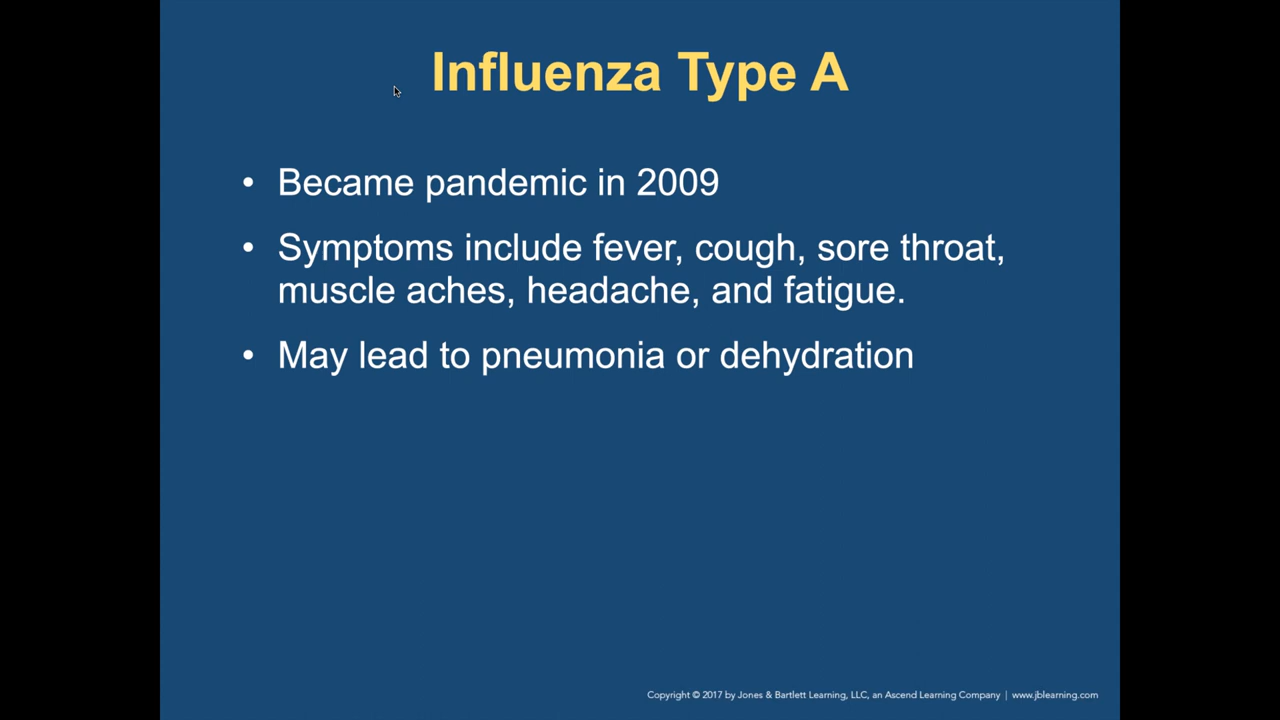 Influenza Type A
• Became pandemic in 2009
• Symptoms include fever, cough, sore throat,
muscle aches, headache, and fatigue.
• May lead to pneumonia or dehydration
Copyright © 2017 by Jones & Bartlett Learning, LLC, an Ascend Learning Company | www.jblearning.com